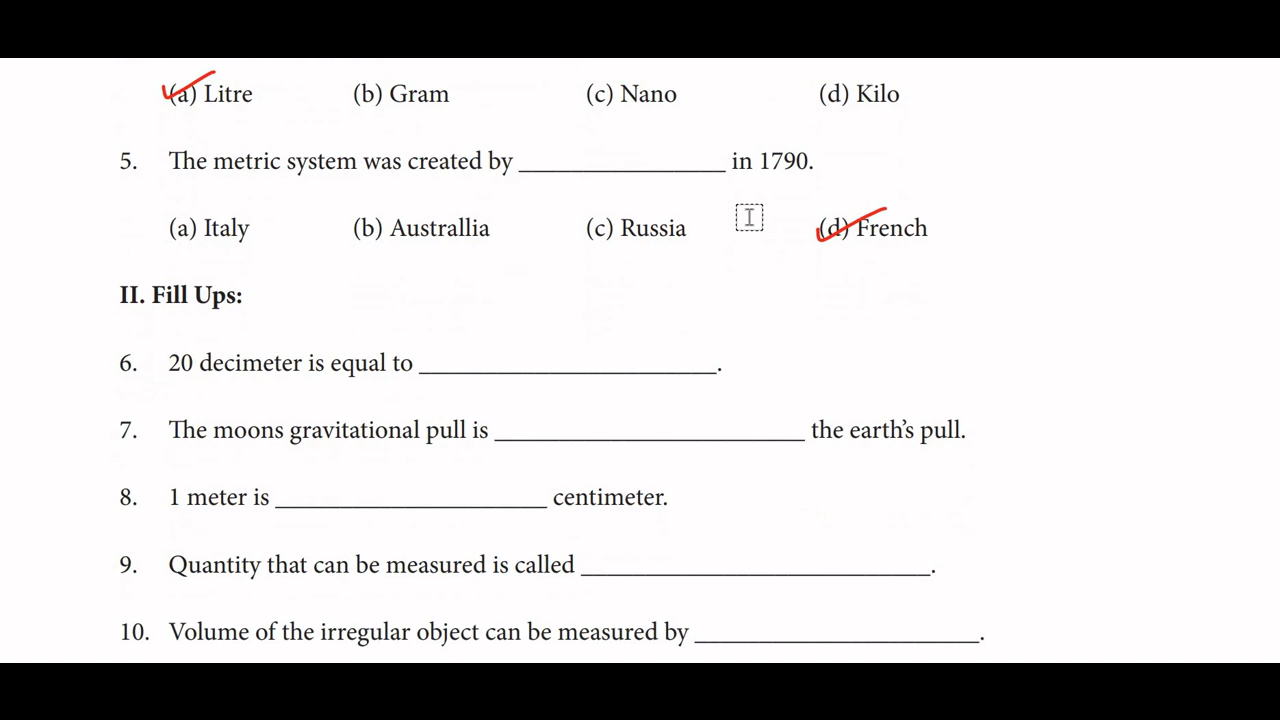 (a) Litre (b) Gram (c) Nano (d) Kilo
5. The metric system was created by ________________ in 1790.
(a) Italy (b) Australlia (c) Russia (d) French
II. Fill Ups:
6. 20 decimeter is equal to _______________________.
7. The moons gravitational pull is ________________________ the earth's pull.
8. 1 meter is _____________________ centimeter.
9. Quantity that can be measured is called ___________________________.
10. Volume of the irregular object can be measured by ______________________.